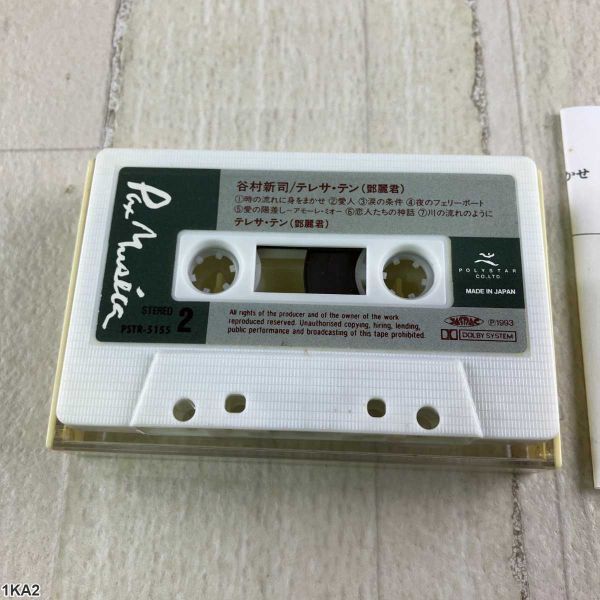 谷村新司/テレサ・テン(鄧麗君)
①時の流れに身をまかせ ②愛人 ③涙の条件 ④夜のフェリーボート
⑤愛の陽差し-アモーレ・ミオ- ⑥恋人たちの神話 ⑦川の流れのように
テレサ・テン(鄧麗君)
Pax Musica
STEREO 2
PSTR-5155
All rights of the producer and of the owner of the work
reproduced reserved. Unauthorised copying, hiring, lending,
public performance and broadcasting of this tape prohibited.
POLYSTAR
CO.,LTD.
MADE IN JAPAN
JASRAC Ⓟ1993
DOLBY SYSTEM
かせ
1KA2